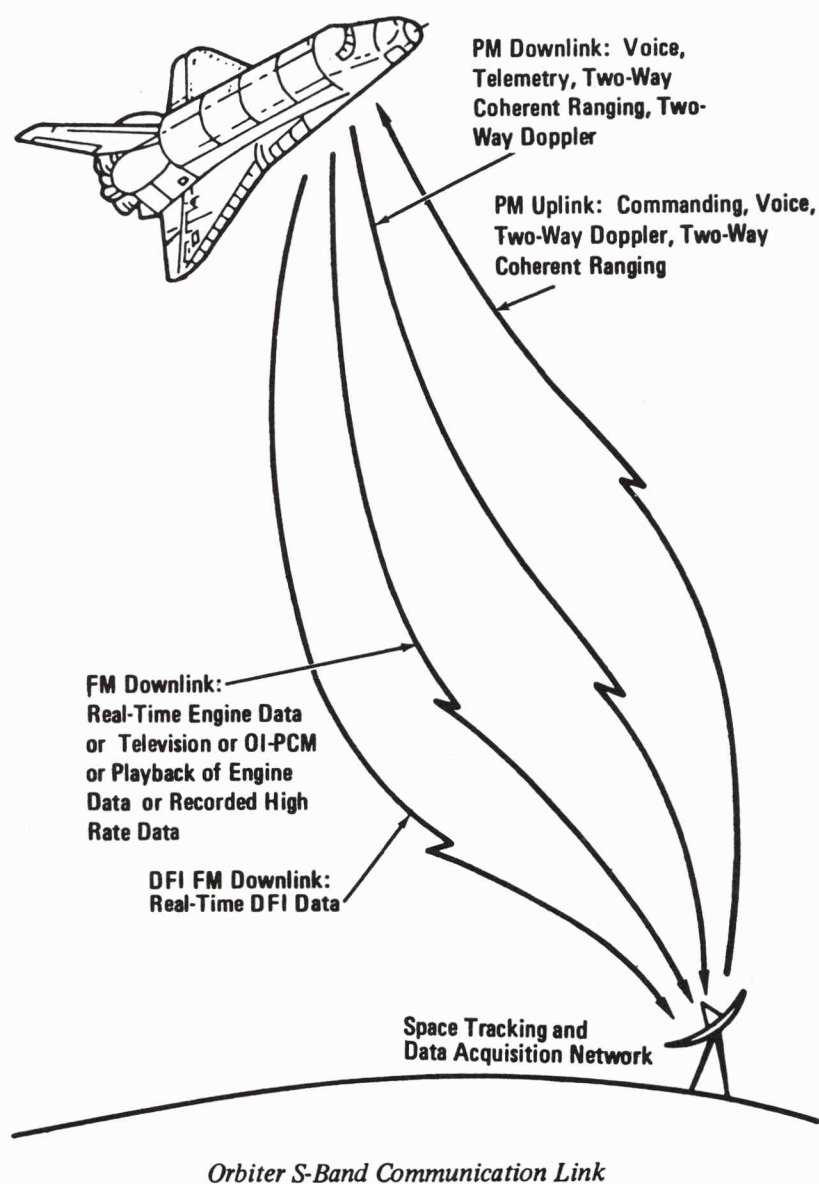 PM Downlink: Voice,
Telemetry, Two-Way
Coherent Ranging, Two-
Way Doppler
PM Uplink: Commanding, Voice,
Two-Way Doppler, Two-Way
Coherent Ranging
FM Downlink:
Real-Time Engine Data
or Television or OI-PCM
or Playback of Engine
Data or Recorded High
Rate Data
DFI FM Downlink:
Real-Time DFI Data
Space Tracking and
Data Acquisition Network
Orbiter S-Band Communication Link